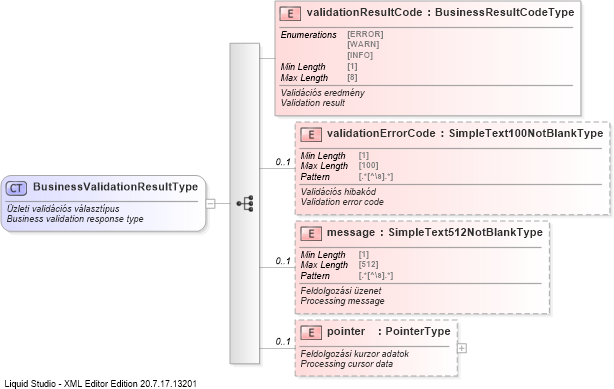 E validationResultCode : BusinessResultCodeType
Enumerations [ERROR]
[WARN]
[INFO]
Min Length [1]
Max Length [8]
Validációs eredmény
Validation result
0..1
E validationErrorCode : SimpleText100NotBlankType
Min Length [1]
Max Length [100]
Pattern [.*[^\s].*]
Validációs hibakód
Validation error code
CT BusinessValidationResultType
Üzleti validációs választípus
Business validation response type
0..1
E message : SimpleText512NotBlankType
Min Length [1]
Max Length [512]
Pattern [.*[^\s].*]
Feldolgozási üzenet
Processing message
0..1
E pointer : PointerType
Feldolgozási kurzor adatok
Processing cursor data
Liquid Studio - XML Editor Edition 20.7.17.13201